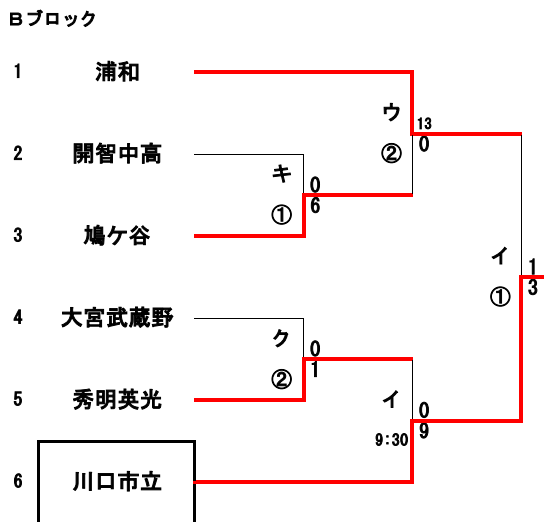 Bブロック
1 浦和
ウ
13
② 0
2 開智中高
キ 0
① 6
3 鳩ケ谷
イ 1
① 3
4 大宮武蔵野
ク 0
② 1
5 秀明英光
イ 0
9:30 9
6 川口市立